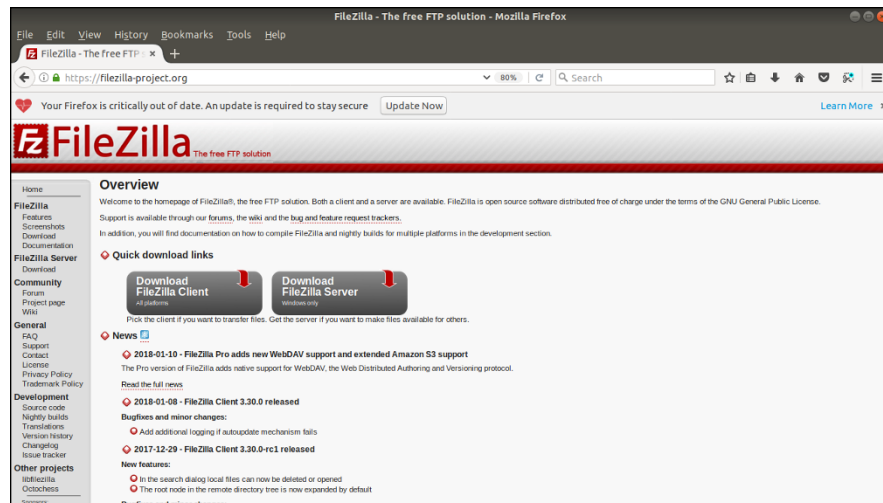 FileZilla - The free FTP solution - Mozilla Firefox
File Edit View History Bookmarks Tools Help
FileZilla - The free FTP s
https://filezilla-project.org 80% Search
Your Firefox is critically out of date. An update is required to stay secure Update Now Learn More
FileZilla The free FTP solution
Home
FileZilla
Features
Screenshots
Download
Documentation
FileZilla Server
Download
Community
Forum
Project page
Wiki
General
FAQ
Support
Contact
License
Privacy Policy
Trademark Policy
Development
Source code
Nightly builds
Translations
Version history
Changelog
Issue tracker
Other projects
libfilezilla
Octochess
Overview
Welcome to the homepage of FileZilla®, the free FTP solution. Both a client and a server are available. FileZilla is open source software distributed free of charge under the terms of the GNU General Public License.
Support is available through our forums, the wiki and the bug and feature request trackers.
In addition, you will find documentation on how to compile FileZilla and nightly builds for multiple platforms in the development section.
Quick download links
Download
FileZilla Client
All platforms
Download
FileZilla Server
Windows only
Pick the client if you want to transfer files. Get the server if you want to make files available for others.
News
2018-01-10 - FileZilla Pro adds new WebDAV support and extended Amazon S3 support
The Pro version of FileZilla adds native support for WebDAV, the Web Distributed Authoring and Versioning protocol.
Read the full news
2018-01-08 - FileZilla Client 3.30.0 released
Bugfixes and minor changes:
Add additional logging if autoupdate mechanism fails
2017-12-29 - FileZilla Client 3.30.0-rc1 released
New features:
In the search dialog local files can now be deleted or opened
The root node in the remote directory tree is now expanded by default